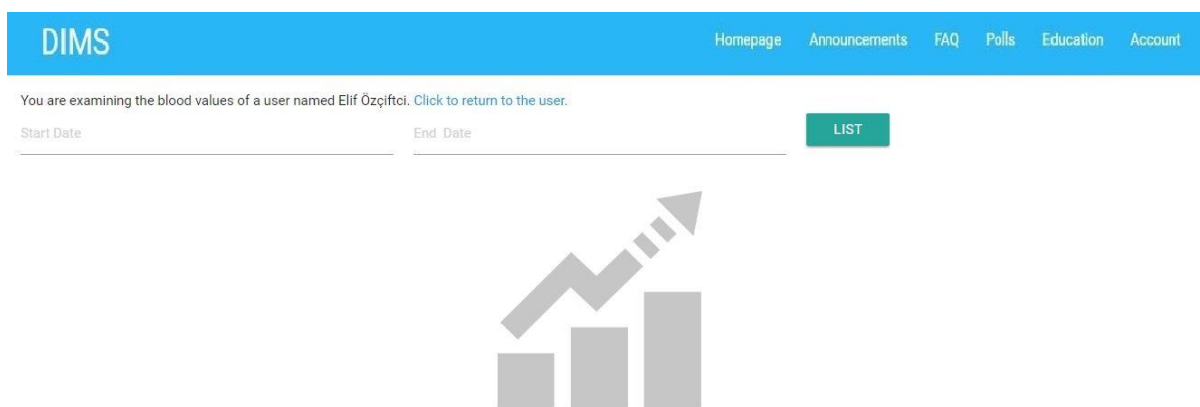 DIMS
Homepage Announcements FAQ Polls Education Account
You are examining the blood values of a user named Elif Özçiftci. Click to return to the user.
Start Date End Date LIST